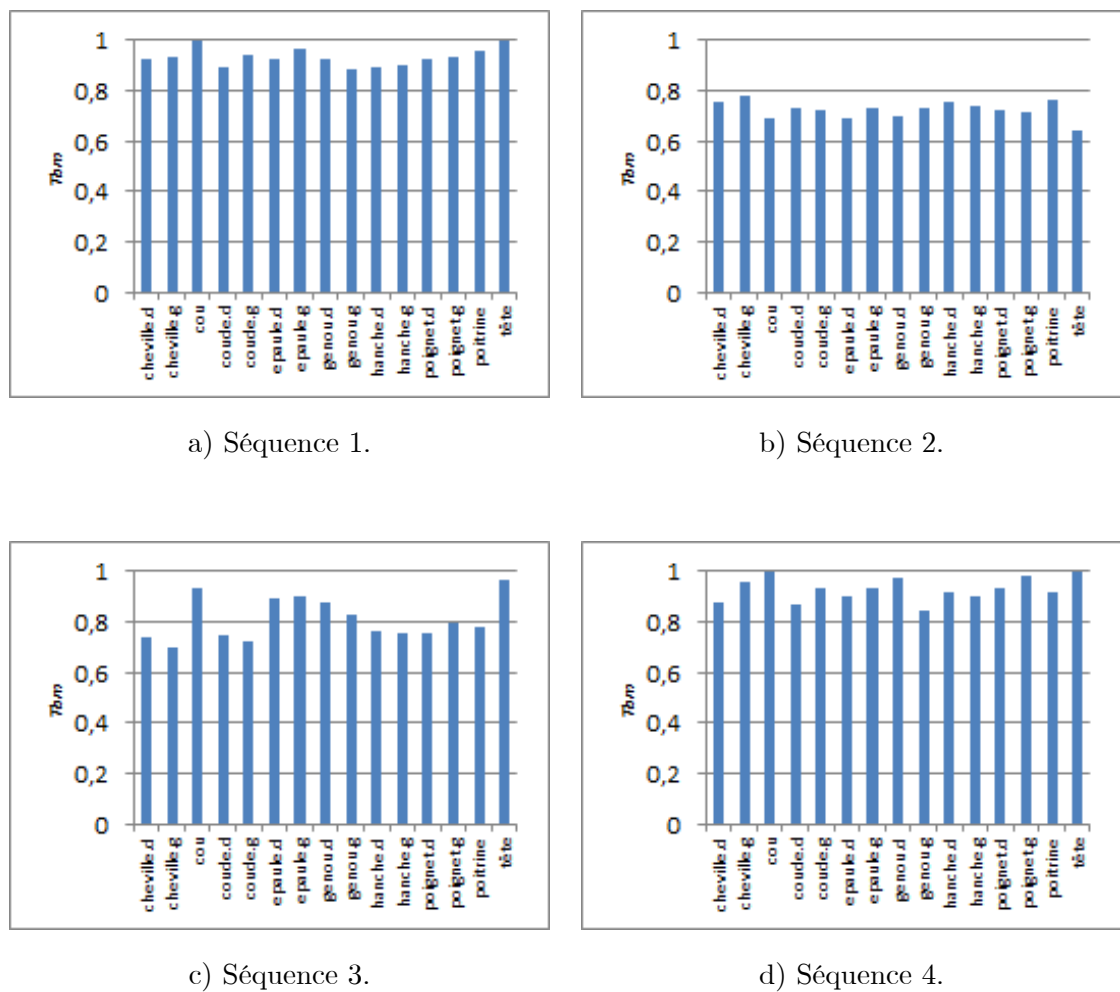 1
0,8
0,6
0,4
0,2
0
Tbm
cheville.d
cheville.g
cou
coude.d
coude.g
epaule.d
epaule.g
genou.d
genou.g
hanche.d
hanche.g
poignet.d
poignet.g
poitrine
tête
a) Séquence 1.
1
0,8
0,6
0,4
0,2
0
Tbm
cheville.d
cheville.g
cou
coude.d
coude.g
epaule.d
epaule.g
genou.d
genou.g
hanche.d
hanche.g
poignet.d
poignet.g
poitrine
tête
b) Séquence 2.
1
0,8
0,6
0,4
0,2
0
Tbm
cheville.d
cheville.g
cou
coude.d
coude.g
epaule.d
epaule.g
genou.d
genou.g
hanche.d
hanche.g
poignet.d
poignet.g
poitrine
tête
c) Séquence 3.
1
0,8
0,6
0,4
0,2
0
Tbm
cheville.d
cheville.g
cou
coude.d
coude.g
epaule.d
epaule.g
genou.d
genou.g
hanche.d
hanche.g
poignet.d
poignet.g
poitrine
tête
d) Séquence 4.